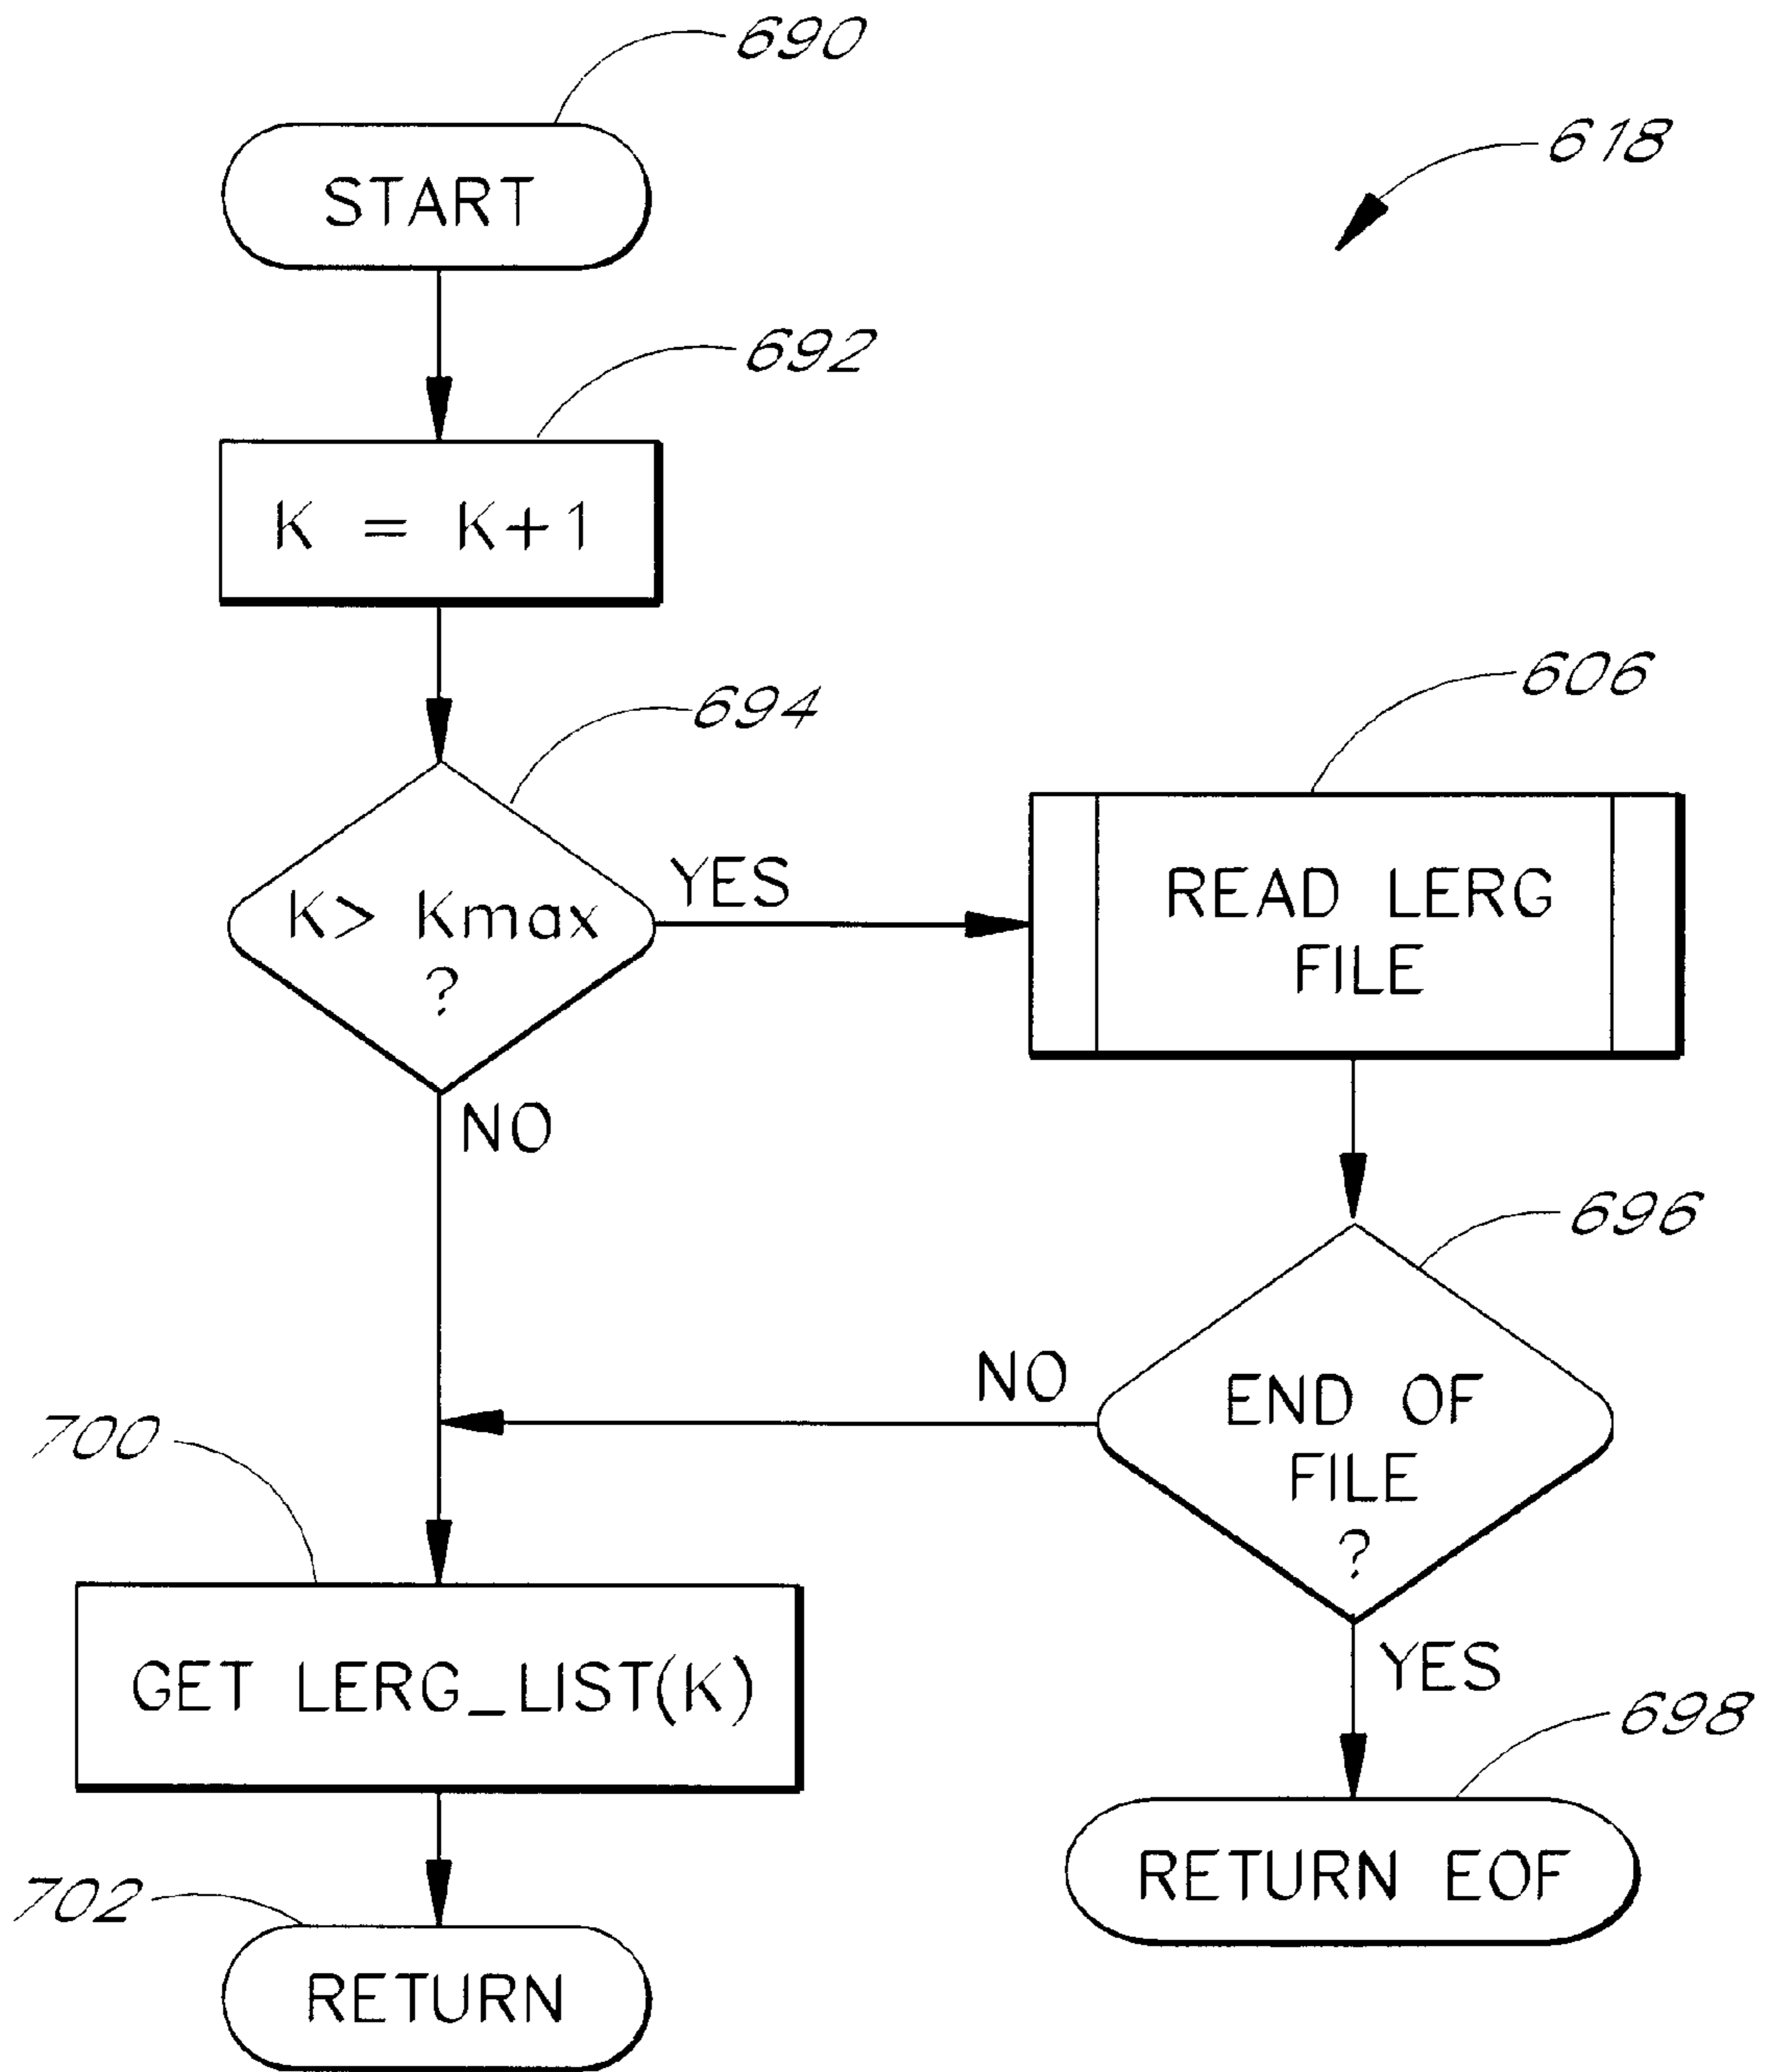 690
START
618
692
K = K+1
694
606
K> Kmax
?
YES
READ LERG
FILE
NO
696
NO
END OF
FILE
?
700
GET LERG_LIST(K)
YES
698
RETURN EOF
702
RETURN